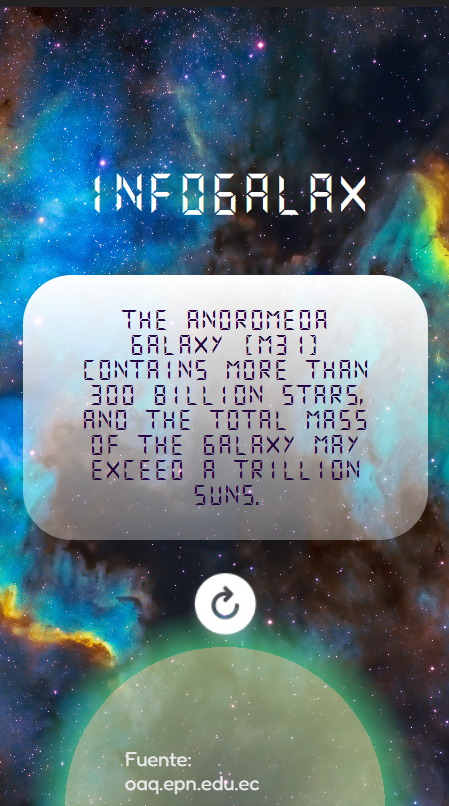 INFOGALAX
THE ANDROMEDA
GALAXY (M31)
CONTAINS MORE THAN
300 BILLION STARS,
AND THE TOTAL MASS
OF THE GALAXY MAY
EXCEED A TRILLION
SUNS.
Fuente:
oaq.epn.edu.ec